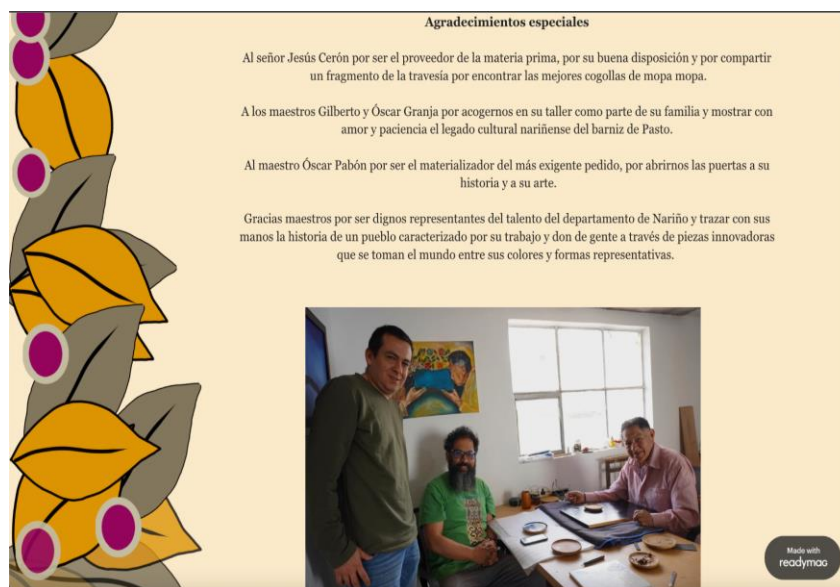 Agradecimientos especiales
Al señor Jesús Cerón por ser el proveedor de la materia prima, por su buena disposición y por compartir
un fragmento de la travesía por encontrar las mejores cogollas de mopa mopa.
A los maestros Gilberto y Óscar Granja por acogernos en su taller como parte de su familia y mostrar con
amor y paciencia el legado cultural nariñense del barniz de Pasto.
Al maestro Óscar Pabón por ser el materializador del más exigente pedido, por abrirnos las puertas a su
historia y a su arte.
Gracias maestros por ser dignos representantes del talento del departamento de Nariño y trazar con sus
manos la historia de un pueblo caracterizado por su trabajo y don de gente a través de piezas innovadoras
que se toman el mundo entre sus colores y formas representativas.
Made with
readymag